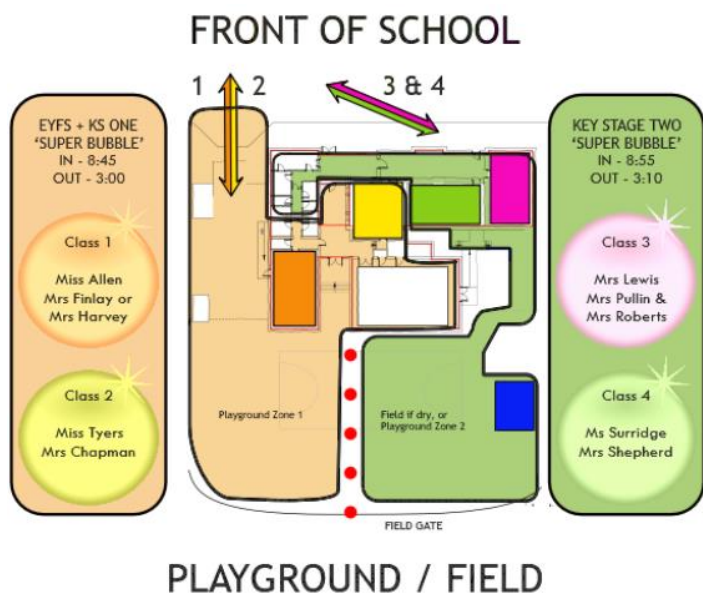 FRONT OF SCHOOL
1
2
3 & 4
EYFS + KS ONE
'SUPER BUBBLE'
IN - 8:45
OUT - 3:00
Class 1
Miss Allen
Mrs Finlay or
Mrs Harvey
Class 2
Miss Tyers
Mrs Chapman
Playground Zone 1
Field if dry, or
Playground Zone 2
FIELD GATE
KEY STAGE TWO
'SUPER BUBBLE'
IN - 8:55
OUT - 3:10
Class 3
Mrs Lewis
Mrs Pullin &
Mrs Roberts
Class 4
Ms Surridge
Mrs Shepherd
PLAYGROUND / FIELD